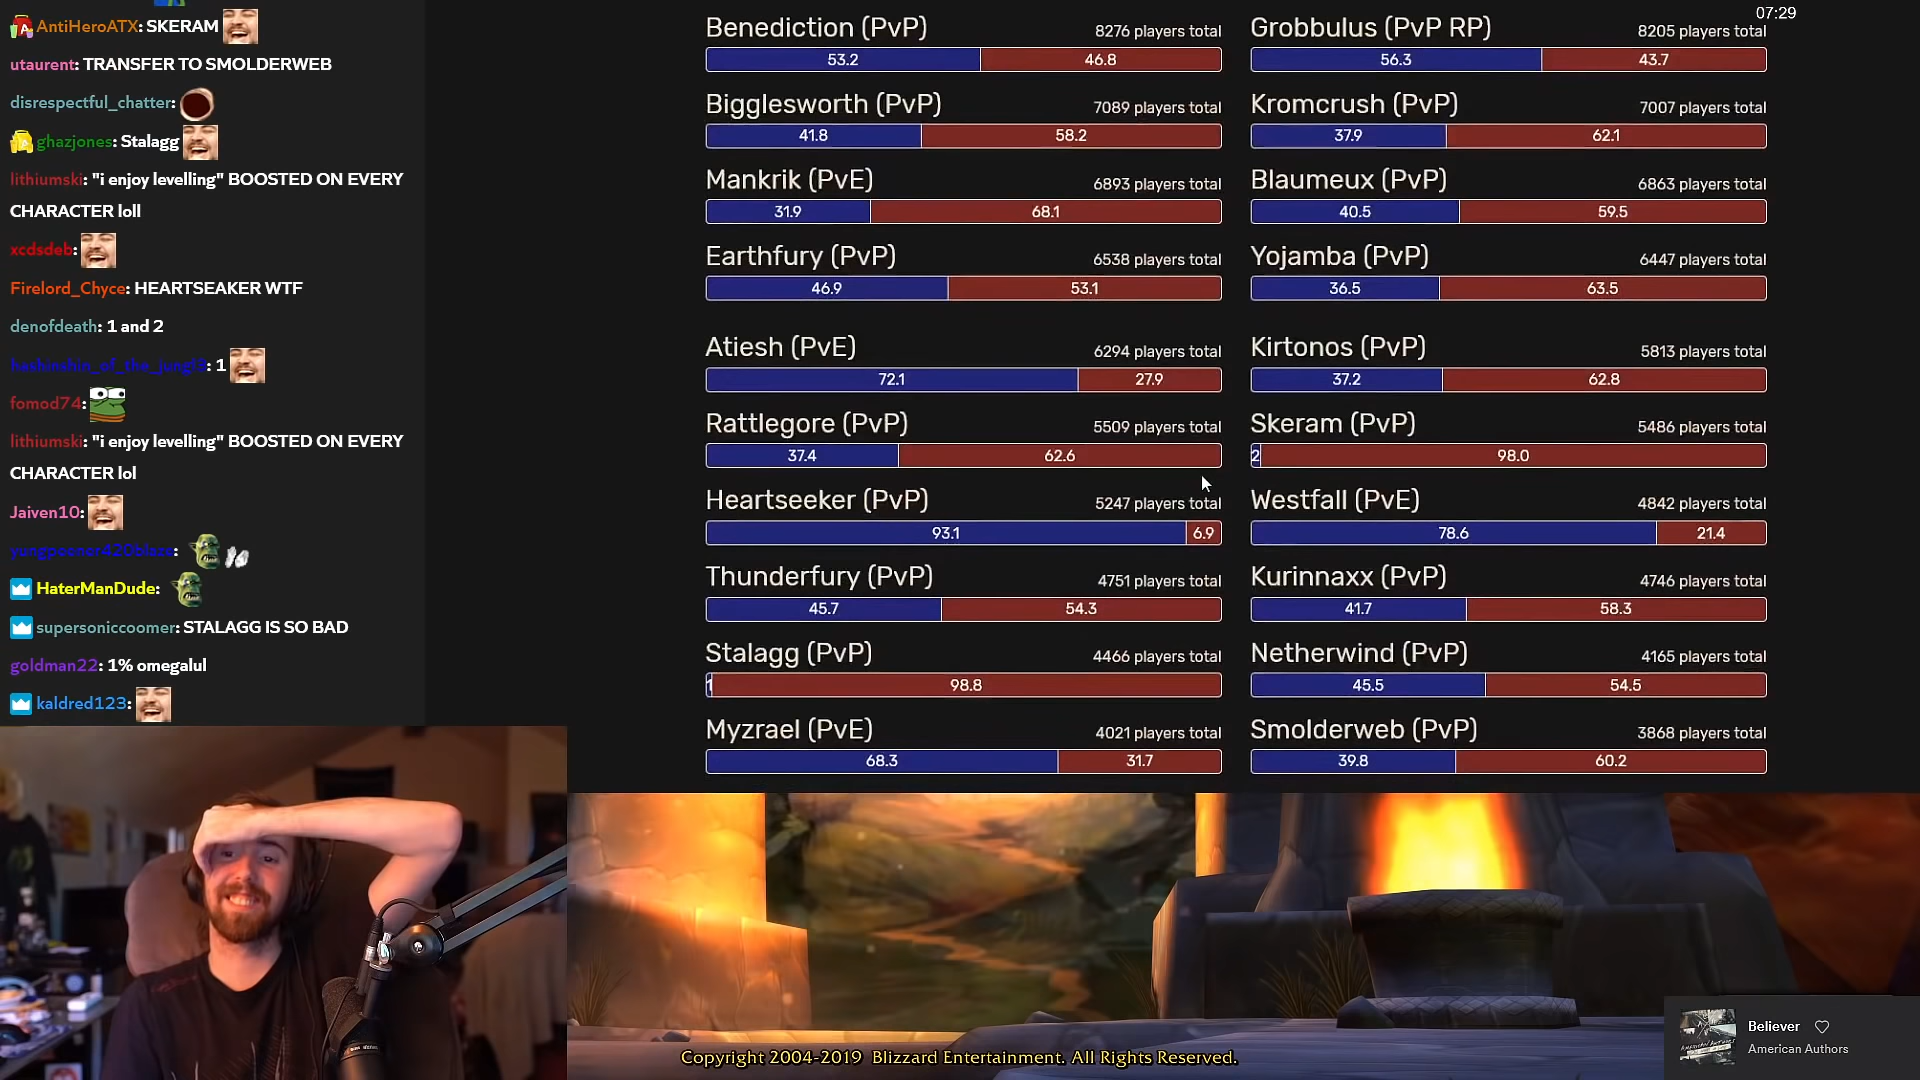 AntiHeroATX: SKERAM
utaurent: TRANSFER TO SMOLDERWEB
disrespectful_chatter:
ghazjones: Stalagg
lithiumski: "i enjoy levelling" BOOSTED ON EVERY
CHARACTER loll
xcdsdeb:
Firelord_Chyce: HEARTSEAKER WTF
denofdeath: 1 and 2
: 1
fomod74:
lithiumski: "i enjoy levelling" BOOSTED ON EVERY
CHARACTER lol
Jaiven10:
HaterManDude:
supersoniccoomer: STALAGG IS SO BAD
goldman22: 1% omegalul
kaldred123:
07:29
Benediction (PvP) 8276 players total
53.2 46.8
Grobbulus (PvP RP) 8205 players total
56.3 43.7
Bigglesworth (PvP) 7089 players total
41.8 58.2
Kromcrush (PvP) 7007 players total
37.9 62.1
Mankrik (PvE) 6893 players total
31.9 68.1
Blaumeux (PvP) 6863 players total
40.5 59.5
Earthfury (PvP) 6538 players total
46.9 53.1
Yojamba (PvP) 6447 players total
36.5 63.5
Atiesh (PvE) 6294 players total
72.1 27.9
Kirtonos (PvP) 5813 players total
37.2 62.8
Rattlegore (PvP) 5509 players total
37.4 62.6
Skeram (PvP) 5486 players total
2 98.0
Heartseeker (PvP) 5247 players total
93.1 6.9
Westfall (PvE) 4842 players total
78.6 21.4
Thunderfury (PvP) 4751 players total
45.7 54.3
Kurinnaxx (PvP) 4746 players total
41.7 58.3
Stalagg (PvP) 4466 players total
1 98.8
Netherwind (PvP) 4165 players total
45.5 54.5
Myzrael (PvE) 4021 players total
68.3 31.7
Smolderweb (PvP) 3868 players total
39.8 60.2
Copyright 2004-2019 Blizzard Entertainment. All Rights Reserved.
Believer
American Authors